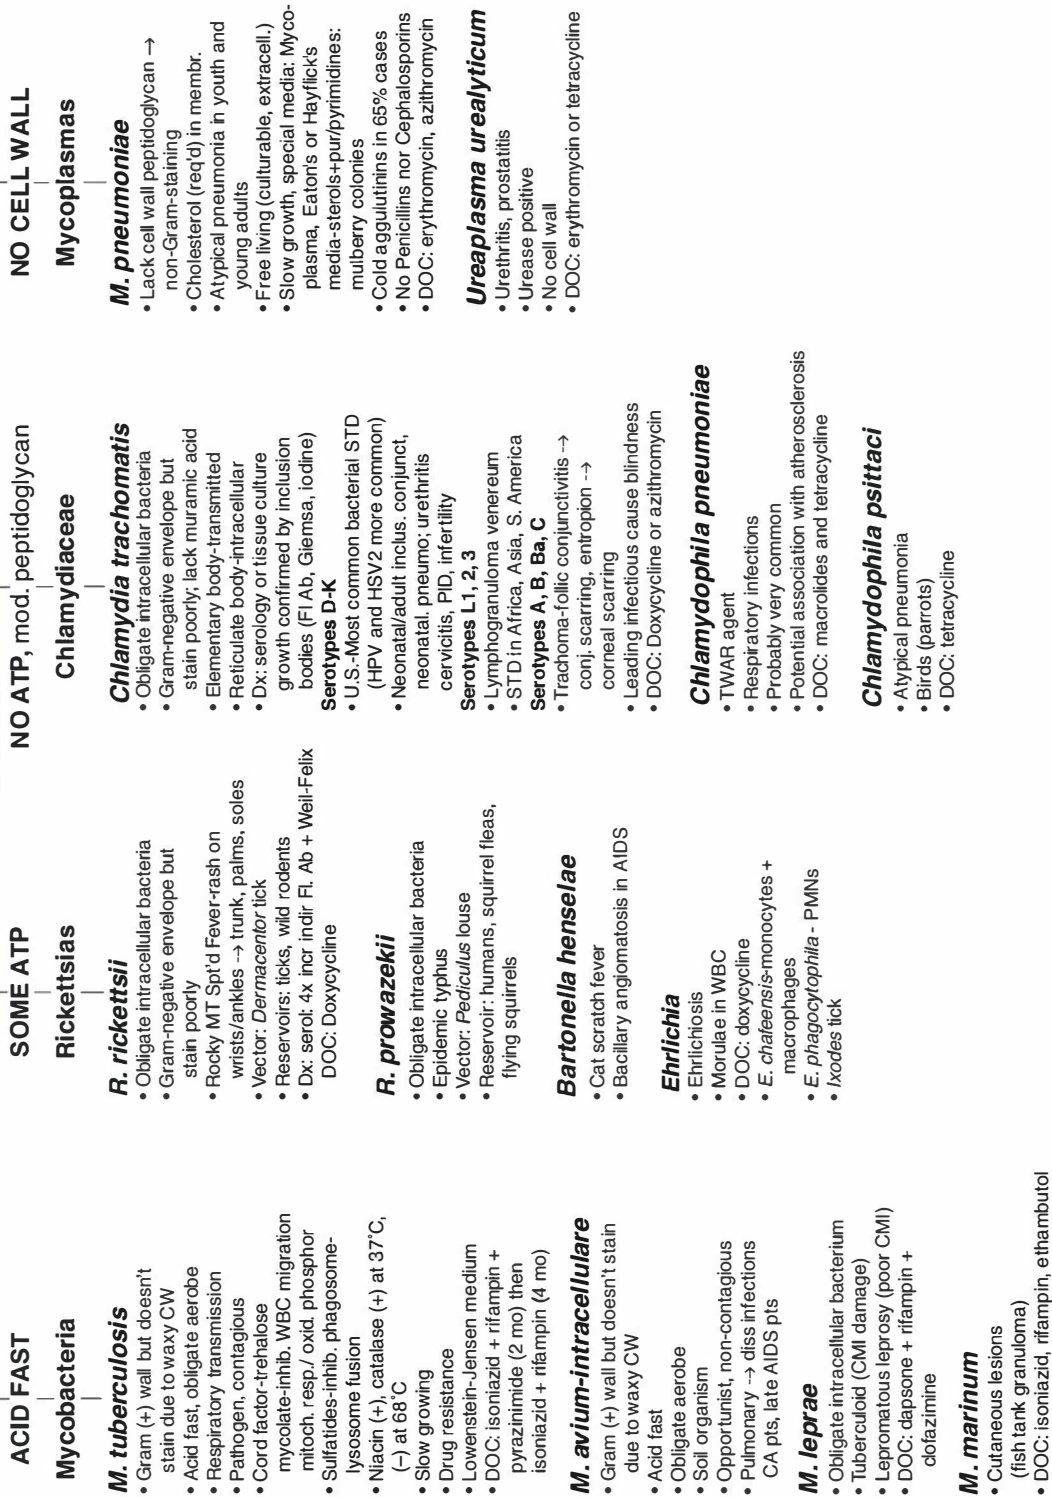 ACID FAST
Mycobacteria
M. tuberculosis
• Gram (+) wall but doesn't
stain due to waxy CW
• Acid fast, obligate aerobe
• Respiratory transmission
• Pathogen, contagious
• Cord factor-trehalose
mycolate-inhib. WBC migration
mitoch. resp./ oxid. phosphor
• Sulfatides-inhib. phagosome-
lysosome fusion
• Niacin (+), catalase (+) at 37°C,
(–) at 68°C
• Slow growing
• Drug resistance
• Lowenstein-Jensen medium
• DOC: isoniazid + rifampin +
pyrazinimide (2 mo) then
isoniazid + rifampin (4 mo)
M. avium-intracellulare
• Gram (+) wall but doesn't stain
due to waxy CW
• Acid fast
• Obligate aerobe
• Soil organism
• Opportunist, non-contagious
• Pulmonary → diss infections
CA pts, late AIDS pts
M. leprae
• Obligate intracellular bacterium
• Tuberculoid (CMI damage)
• Lepromatous leprosy (poor CMI)
• DOC: dapsone + rifampin +
clofazimine
M. marinum
• Cutaneous lesions
(fish tank granuloma)
• DOC: isoniazid, rifampin, ethambutol
SOME ATP
Rickettsias
R. rickettsii
• Obligate intracellular bacteria
• Gram-negative envelope but
stain poorly
• Rocky MT Spt'd Fever-rash on
wrists/ankles → trunk, palms, soles
• Vector: Dermacentor tick
• Reservoirs: ticks, wild rodents
• Dx: serol: 4x incr indir Fl. Ab + Weil-Felix
DOC: Doxycycline
R. prowazekii
• Obligate intracellular bacteria
• Epidemic typhus
• Vector: Pediculus louse
• Reservoir: humans, squirrel fleas,
flying squirrels
Bartonella henselae
• Cat scratch fever
• Bacillary angiomatosis in AIDS
Ehrlichia
• Ehrlichiosis
• Morulae in WBC
• DOC: doxycycline
• E. chafeensis-monocytes +
macrophages
• E. phagocytophila - PMNs
• Ixodes tick
NO ATP, mod. peptidoglycan
Chlamydiaceae
Chlamydia trachomatis
• Obligate intracellular bacteria
• Gram-negative envelope but
stain poorly; lack muramic acid
• Elementary body-transmitted
• Reticulate body-intracellular
• Dx: serology or tissue culture
growth confirmed by inclusion
bodies (Fl Ab, Giemsa, iodine)
Serotypes D-K
• U.S.-Most common bacterial STD
(HPV and HSV2 more common)
• Neonatal/adult inclus. conjunct,
neonatal. pneumo; urethritis
cervicitis, PID, infertility
Serotypes L1, 2, 3
• Lymphogranuloma venereum
• STD in Africa, Asia, S. America
Serotypes A, B, Ba, C
• Trachoma-follic conjunctivitis →
conj. scarring, entropion →
corneal scarring
• Leading infectious cause blindness
• DOC: Doxycycline or azithromycin
Chlamydophila pneumoniae
• TWAR agent
• Respiratory infections
• Probably very common
• Potential association with atherosclerosis
• DOC: macrolides and tetracycline
Chlamydophila psittaci
• Atypical pneumonia
• Birds (parrots)
• DOC: tetracycline
NO CELL WALL
Mycoplasmas
M. pneumoniae
• Lack cell wall peptidoglycan →
non-Gram-staining
• Cholesterol (req'd) in membr.
• Atypical pneumonia in youth and
young adults
• Free living (culturable, extracell.)
• Slow growth, special media: Myco-
plasma, Eaton's or Hayflick's
media-sterols+pur/pyrimidines:
mulberry colonies
• Cold agglutinins in 65% cases
• No Penicillins nor Cephalosporins
• DOC: erythromycin, azithromycin
Ureaplasma urealyticum
• Urethritis, prostatitis
• Urease positive
• No cell wall
• DOC: erythromycin or tetracycline